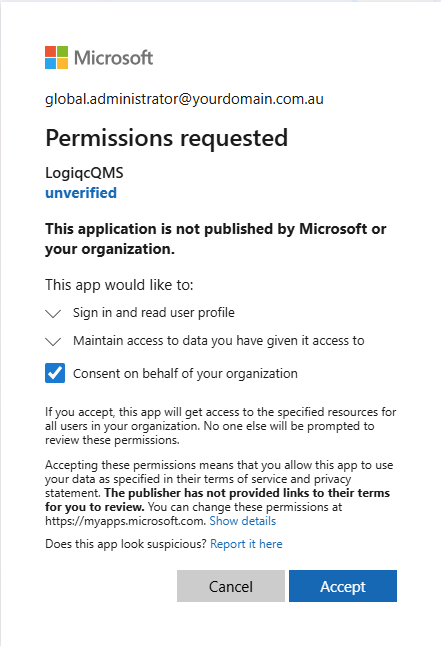 Microsoft
global.administrator@yourdomain.com.au
Permissions requested
LogiqcQMS
unverified
This application is not published by Microsoft or
your organization.
This app would like to:
Sign in and read user profile
Maintain access to data you have given it access to
Consent on behalf of your organization
If you accept, this app will get access to the specified resources for
all users in your organization. No one else will be prompted to
review these permissions.
Accepting these permissions means that you allow this app to use
your data as specified in their terms of service and privacy
statement. The publisher has not provided links to their terms
for you to review. You can change these permissions at
https://myapps.microsoft.com. Show details
Does this app look suspicious? Report it here
Cancel Accept